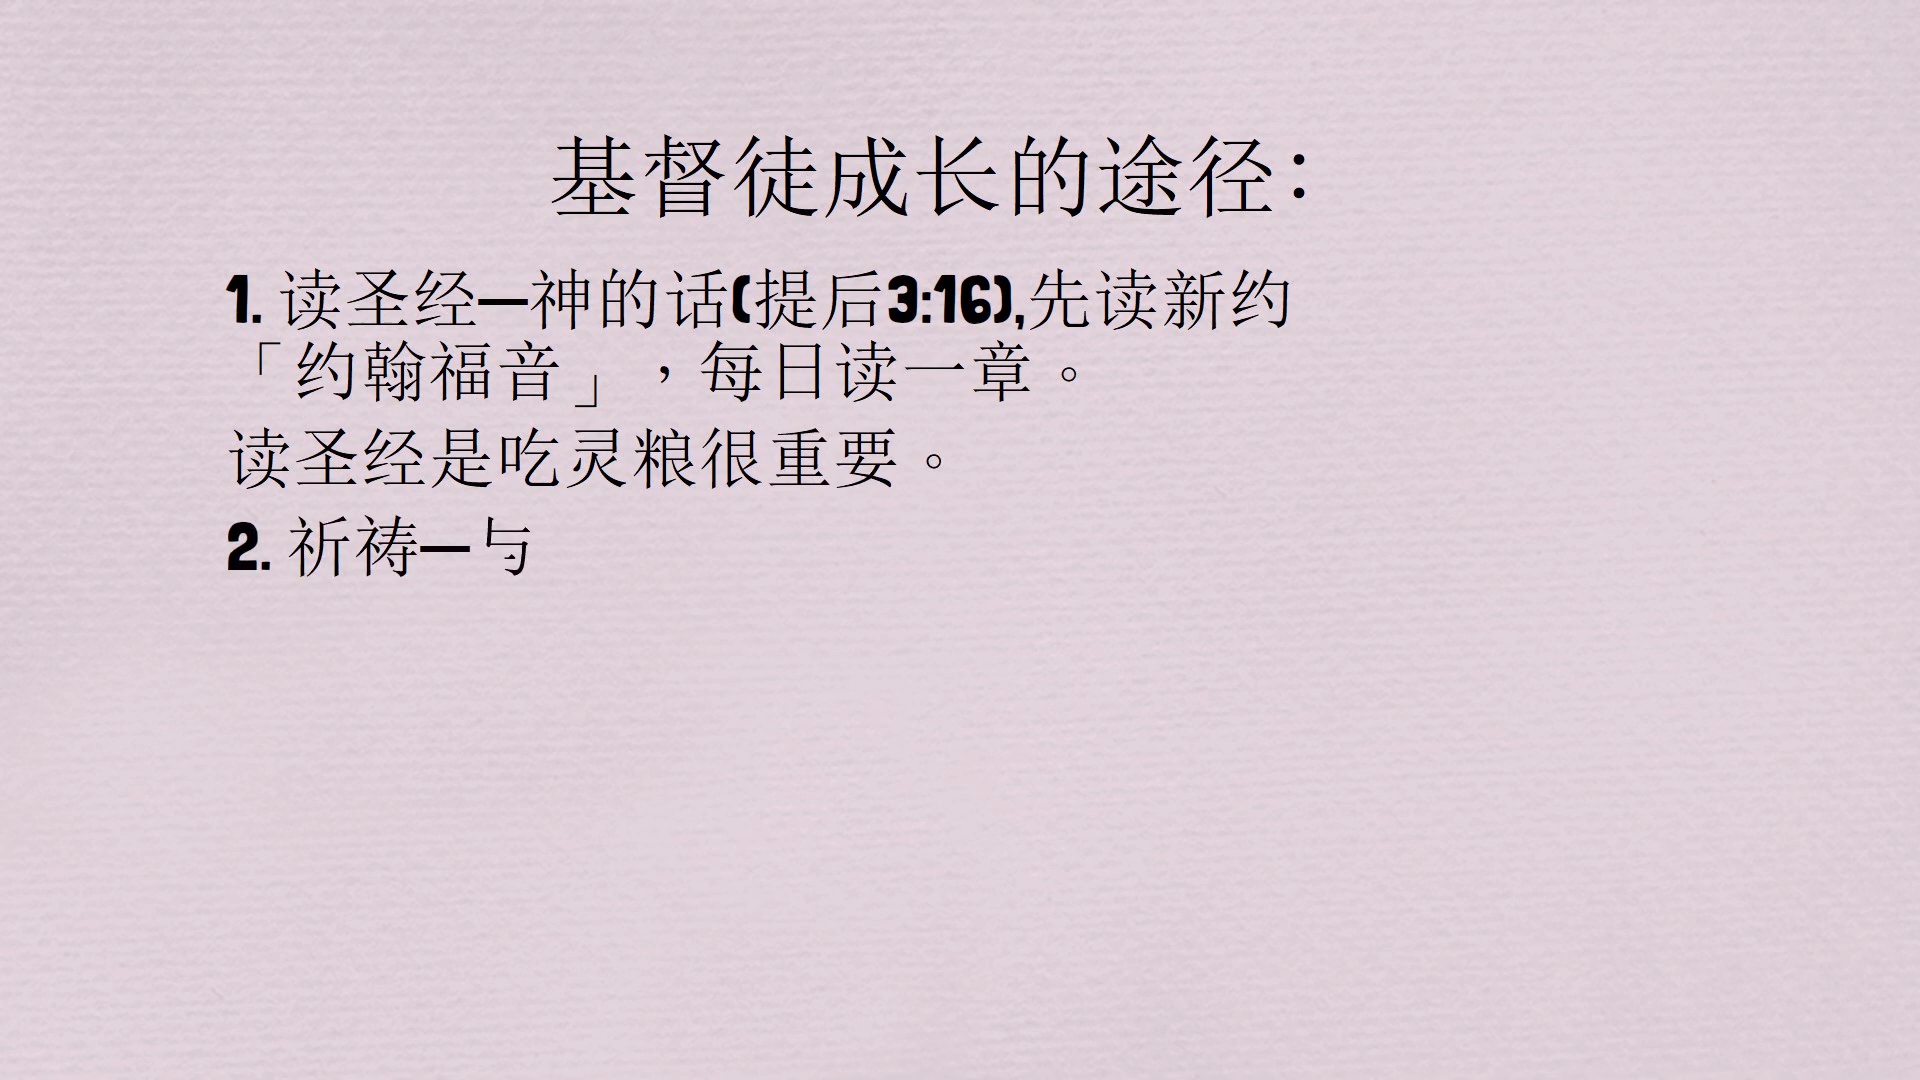 基督徒成长的途径：
1. 读圣经—神的话(提后3:16),先读新约
「约翰福音」，每日读一章。
读圣经是吃灵粮很重要。
2. 祈祷—与